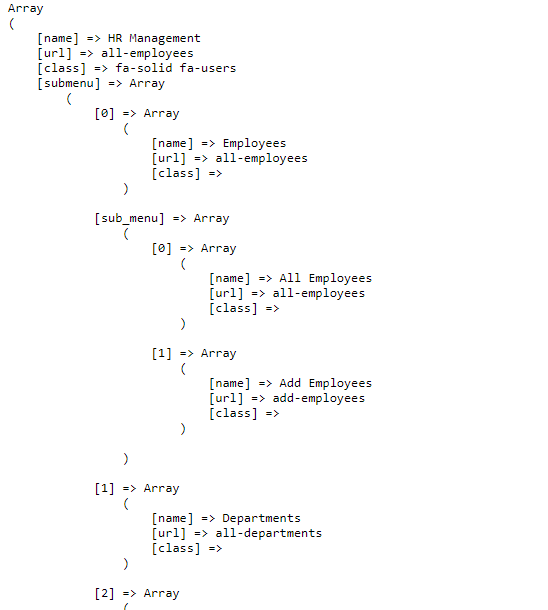 Array
(
[name] => HR Management
[url] => all-employees
[class] => fa-solid fa-users
[submenu] => Array
(
[0] => Array
(
[name] => Employees
[url] => all-employees
[class] =>
)
[sub_menu] => Array
(
[0] => Array
(
[name] => All Employees
[url] => all-employees
[class] =>
)
[1] => Array
(
[name] => Add Employees
[url] => add-employees
[class] =>
)
)
[1] => Array
(
[name] => Departments
[url] => all-departments
[class] =>
)
[2] => Array
(